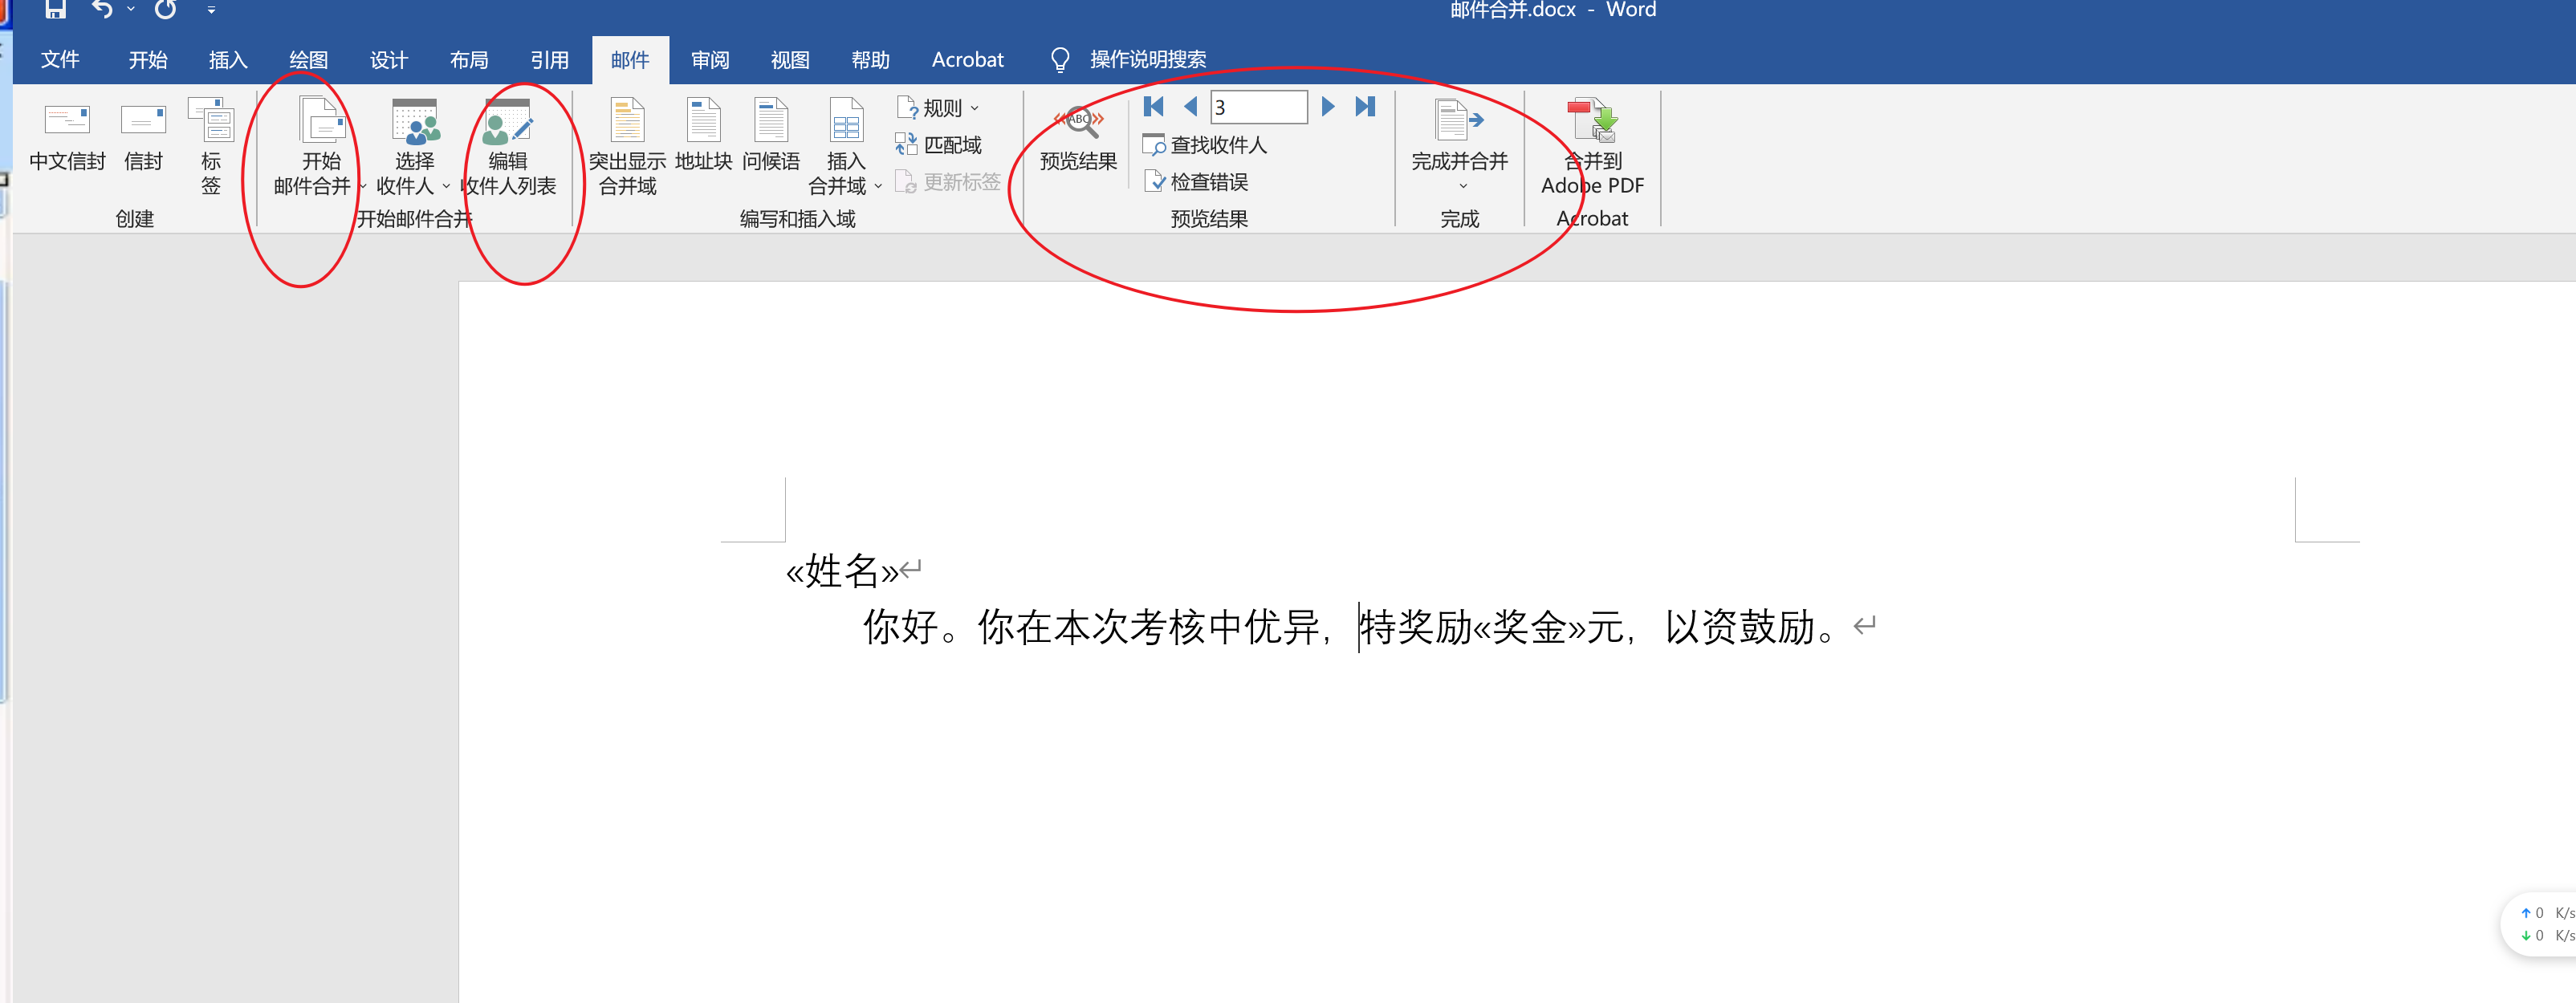 邮件合并.docx - Word
文件 开始 插入 绘图 设计 布局 引用 邮件 审阅 视图 帮助 Acrobat 操作说明搜索
中文信封
信封
标
签
创建
开始
邮件合并
选择
收件人
编辑
收件人列表
开始邮件合并
突出显示
合并域
地址块
问候语
插入
合并域
规则
匹配域
更新标签
编写和插入域
«ABC»
预览结果
3
查找收件人
检查错误
预览结果
完成并合并
完成
合并到
Adobe PDF
Acrobat
«姓名»
你好。你在本次考核中优异，特奖励«奖金»元，以资鼓励。
0 K/s
0 K/s